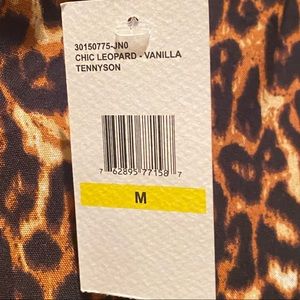 30150775-JN0
CHIC LEOPARD - VANILLA
TENNYSON
7 62895 77158 7
M